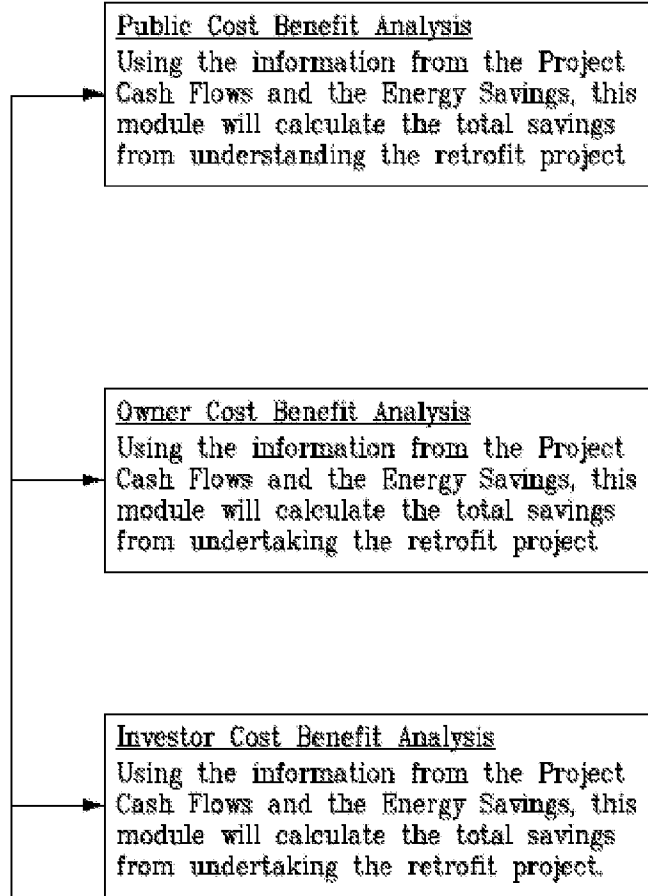 Public Cost Benefit Analysis
Using the information from the Project
Cash Flows and the Energy Savings, this
module will calculate the total savings
from understanding the retrofit project
Owner Cost Benefit Analysis
Using the information from the Project
Cash Flows and the Energy Savings, this
module will calculate the total savings
from undertaking the retrofit project
Investor Cost Benefit Analysis
Using the information from the Project
Cash Flows and the Energy Savings, this
module will calculate the total savings
from undertaking the retrofit project.